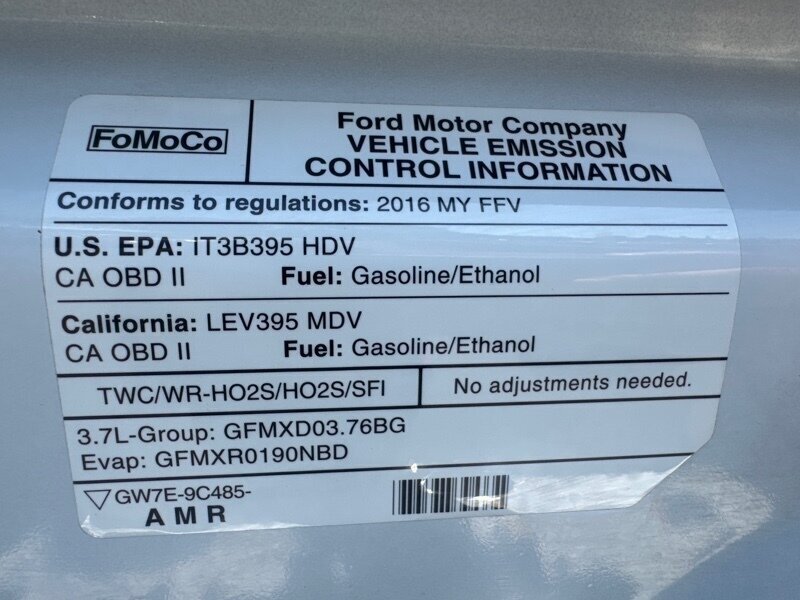 FoMoCo
Ford Motor Company
VEHICLE EMISSION
CONTROL INFORMATION
Conforms to regulations: 2016 MY FFV
U.S. EPA: IT3B395 HDV
CA OBD II Fuel: Gasoline/Ethanol
California: LEV395 MDV
CA OBD II Fuel: Gasoline/Ethanol
TWC/WR-HO2S/HO2S/SFI No adjustments needed.
3.7L-Group: GFMXD03.76BG
Evap: GFMXR0190NBD
GW7E-9C485-
A M R